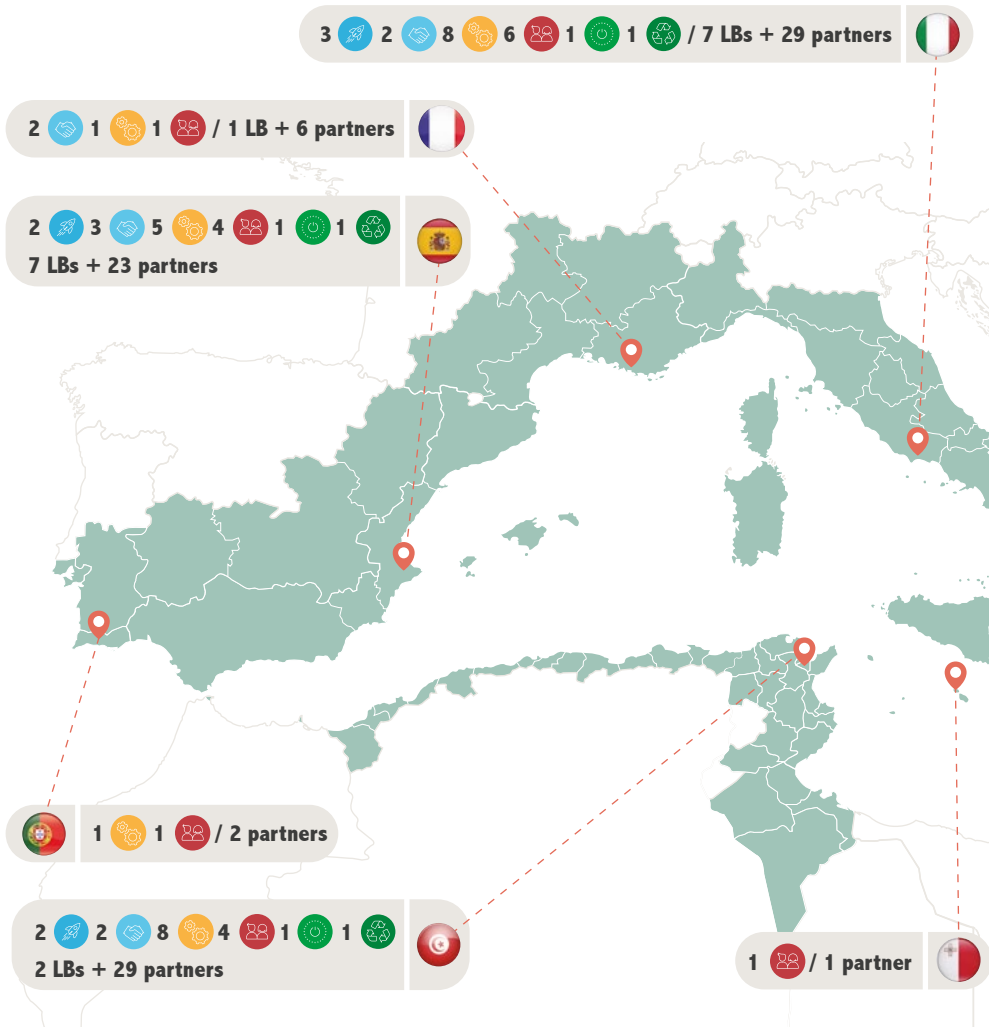 3 2 8 6 1 1 / 7 LBs + 29 partners
2 1 1 / 1 LB + 6 partners
2 3 5 4 1 1
7 LBs + 23 partners
1 1 / 2 partners
2 2 8 4 1 1
2 LBs + 29 partners
1 / 1 partner